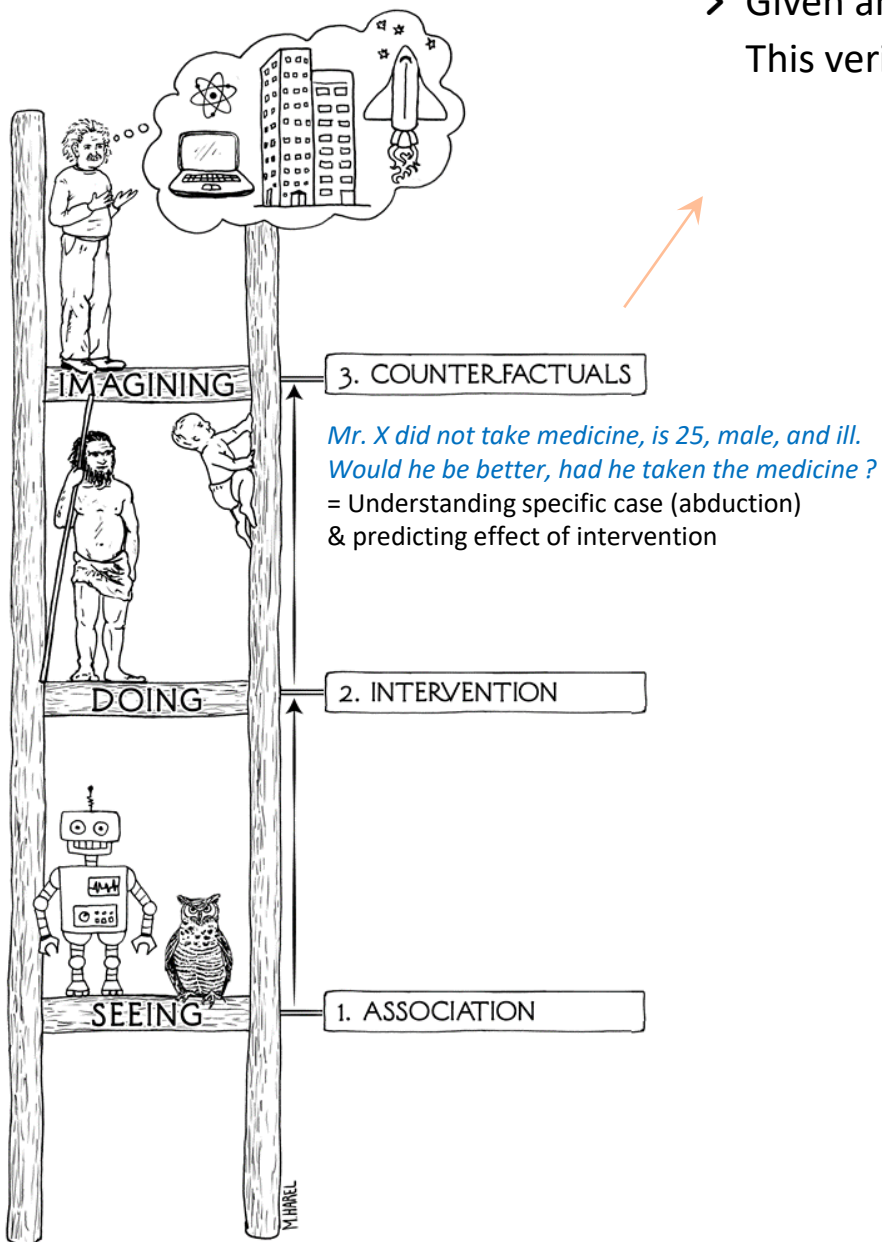 > Given an
This veri
IMAGINING
3. COUNTERFACTUALS
Mr. X did not take medicine, is 25, male, and ill.
Would he be better, had he taken the medicine ?
= Understanding specific case (abduction)
& predicting effect of intervention
DOING
2. INTERVENTION
SEEING
1. ASSOCIATION
M.HAREL